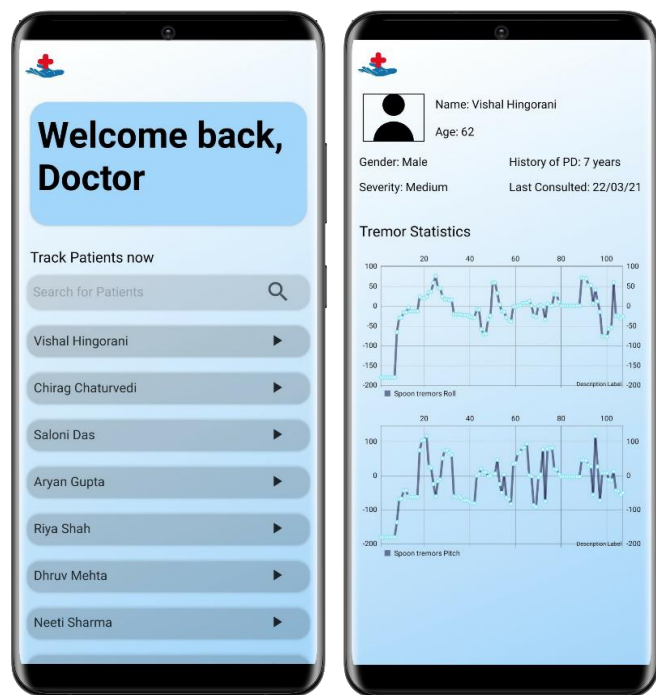 Welcome back,
Doctor
Track Patients now
Search for Patients
Vishal Hingorani
Chirag Chaturvedi
Saloni Das
Aryan Gupta
Riya Shah
Dhruv Mehta
Neeti Sharma
Name: Vishal Hingorani
Age: 62
Gender: Male History of PD: 7 years
Severity: Medium Last Consulted: 22/03/21
Tremor Statistics
20 40 60 80 100
100 100
50 50
0 0
-50 -50
-100 -100
-150 -150
-200 Description Label -200
Spoon tremors Roll
20 40 60 80 100
100 100
0 0
-100 -100
-200 Description Label -200
Spoon tremors Pitch